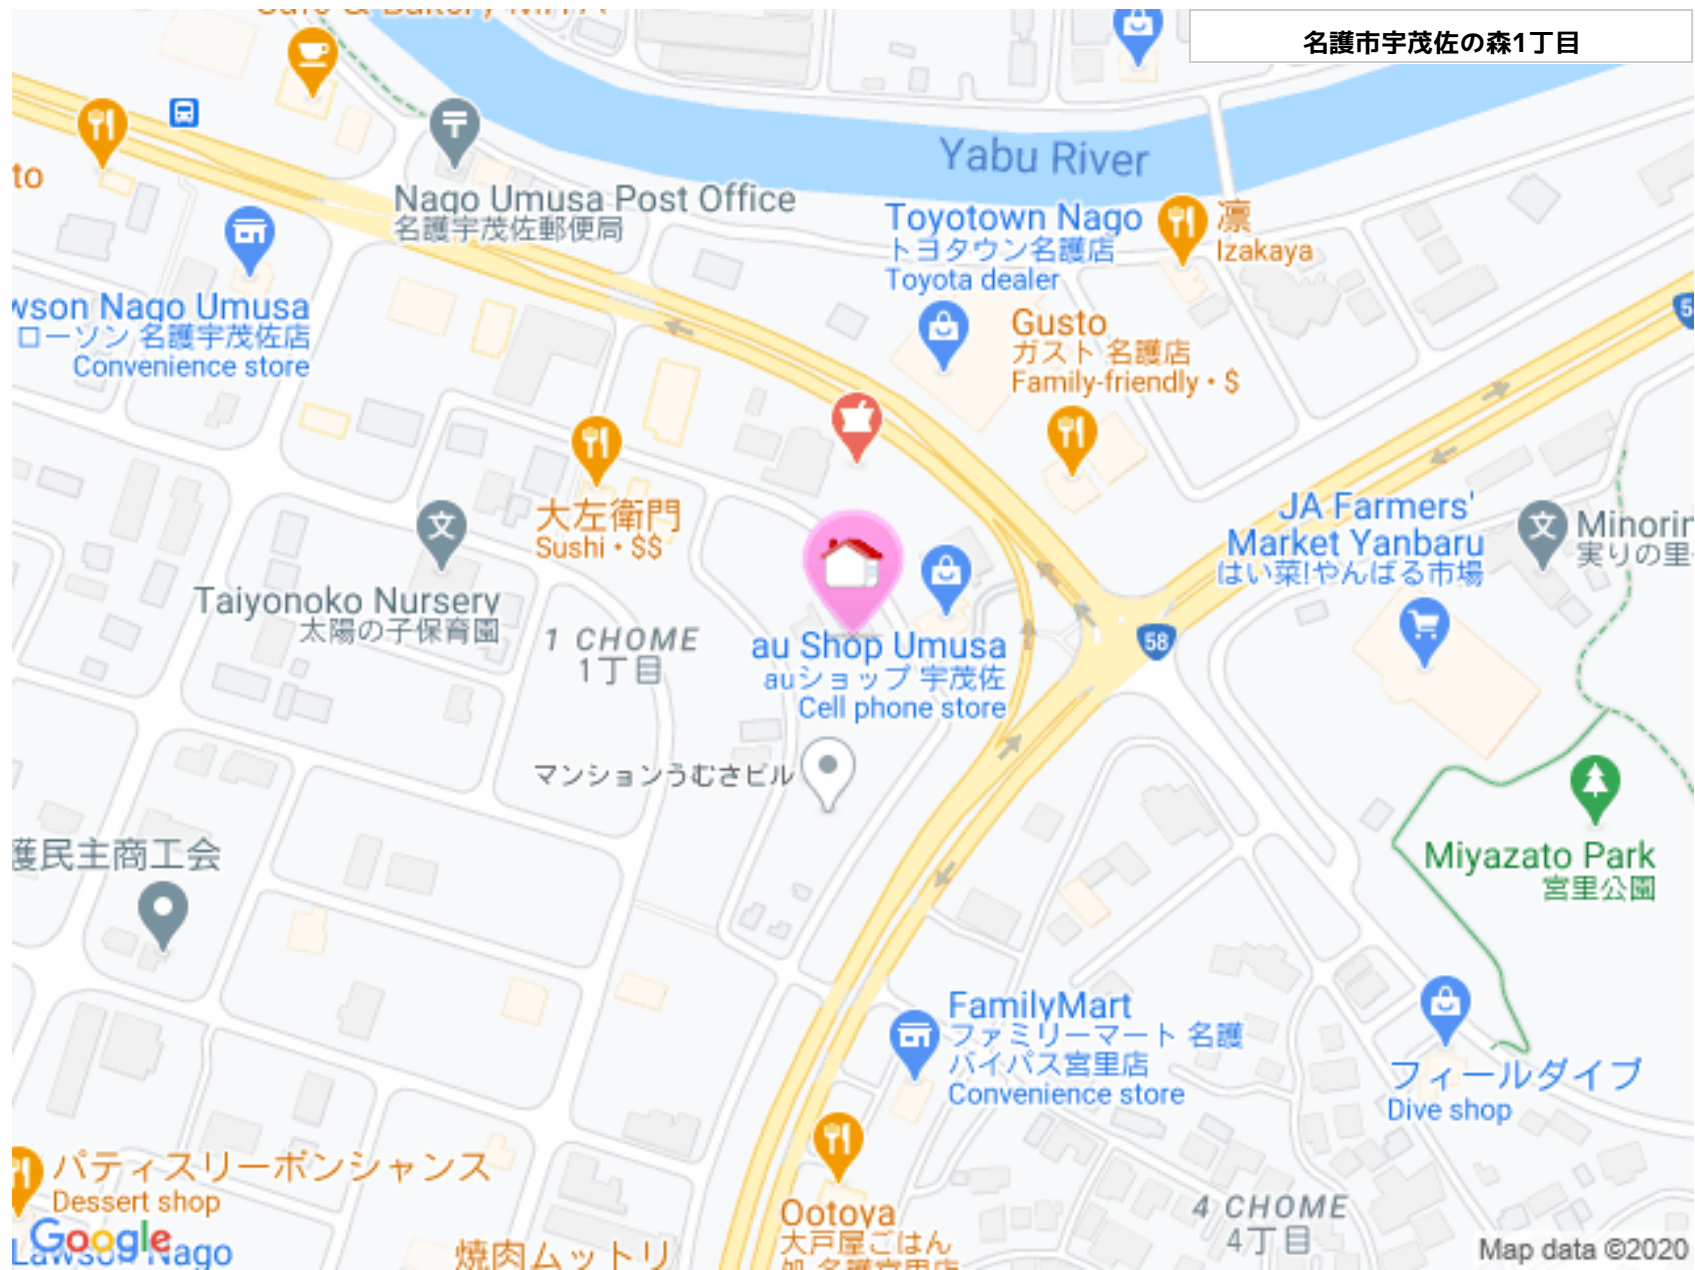 名護市宇茂佐の森1丁目
Yabu River
to
Nago Umusa Post Office
名護宇茂佐郵便局
Toyotown Nago
トヨタウン名護店
Toyota dealer
凛
Izakaya
wson Nago Umusa
ローソン 名護宇茂佐店
Convenience store
Gusto
ガスト 名護店
Family-friendly・$
大左衛門
Sushi・$$
JA Farmers'
Market Yanbaru
はい菜!やんばる市場
Minorin
実りの里
Taiyonoko Nursery
太陽の子保育園
1 CHOME
1丁目
au Shop Umusa
auショップ 宇茂佐
Cell phone store
58
マンションうむさビル
護民主商工会
Miyazato Park
宮里公園
FamilyMart
ファミリーマート 名護
バイパス宮里店
Convenience store
フィールダイブ
Dive shop
パティスリーボンシャンス
Dessert shop
Google
Lawson Nago
焼肉ムットリ
Ootoya
大戸屋ごはん
処 名護宮里店
4 CHOME
4丁目
Map data ©2020